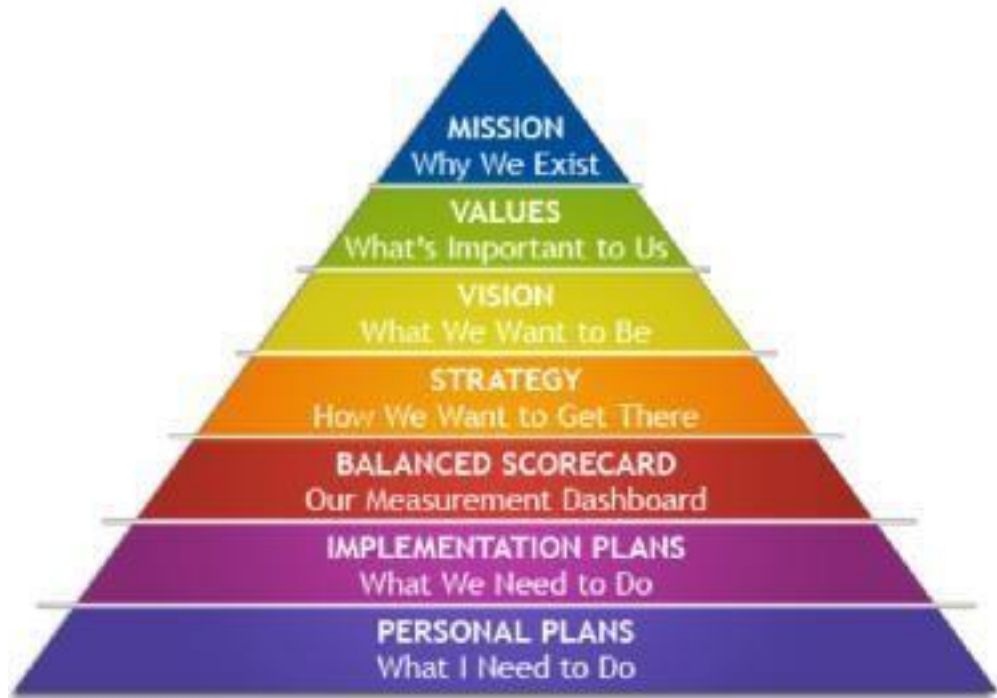 MISSION
Why We Exist
VALUES
What's Important to Us
VISION
What We Want to Be
STRATEGY
How We Want to Get There
BALANCED SCORECARD
Our Measurement Dashboard
IMPLEMENTATION PLANS
What We Need to Do
PERSONAL PLANS
What I Need to Do